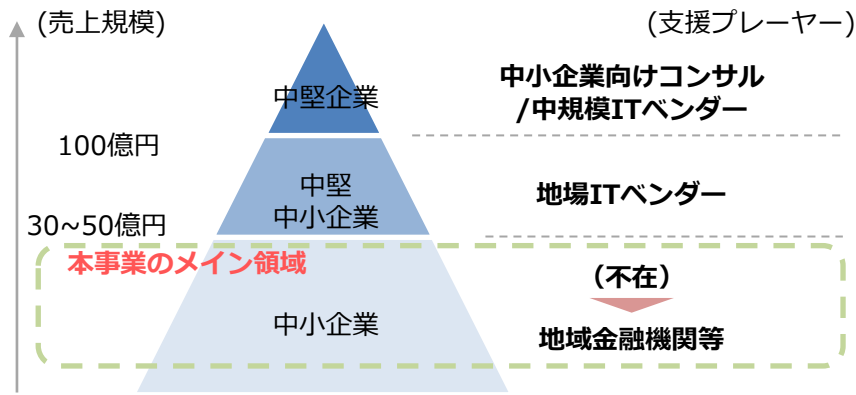 (売上規模)
(支援プレーヤー)
中堅企業
中小企業向けコンサル
/中規模ITベンダー
100億円
中堅
中小企業
地場ITベンダー
30~50億円
本事業のメイン領域
（不在）
中小企業
地域金融機関等